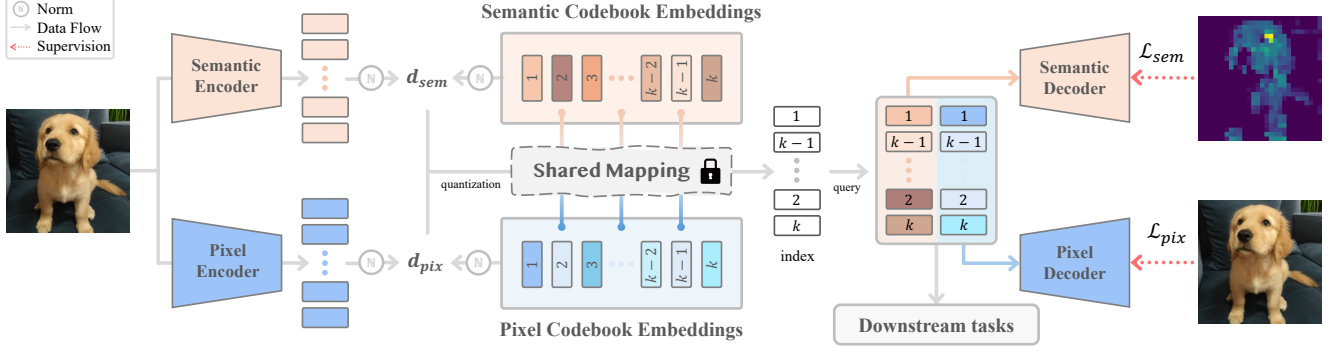 ℕ Norm
Data Flow
Supervision
Semantic
Encoder
ℕ
d_sem
ℕ
Semantic Codebook Embeddings
1 2 3 k − 2 k − 1 k
Shared Mapping
quantization
Pixel
Encoder
ℕ
d_pix
ℕ
1 2 3 k − 2 k − 1 k
Pixel Codebook Embeddings
1
k − 1
2
k
index
query
1 1
k − 1 k − 1
2 2
k k
Downstream tasks
Semantic
Decoder
ℒ_sem
Pixel
Decoder
ℒ_pix